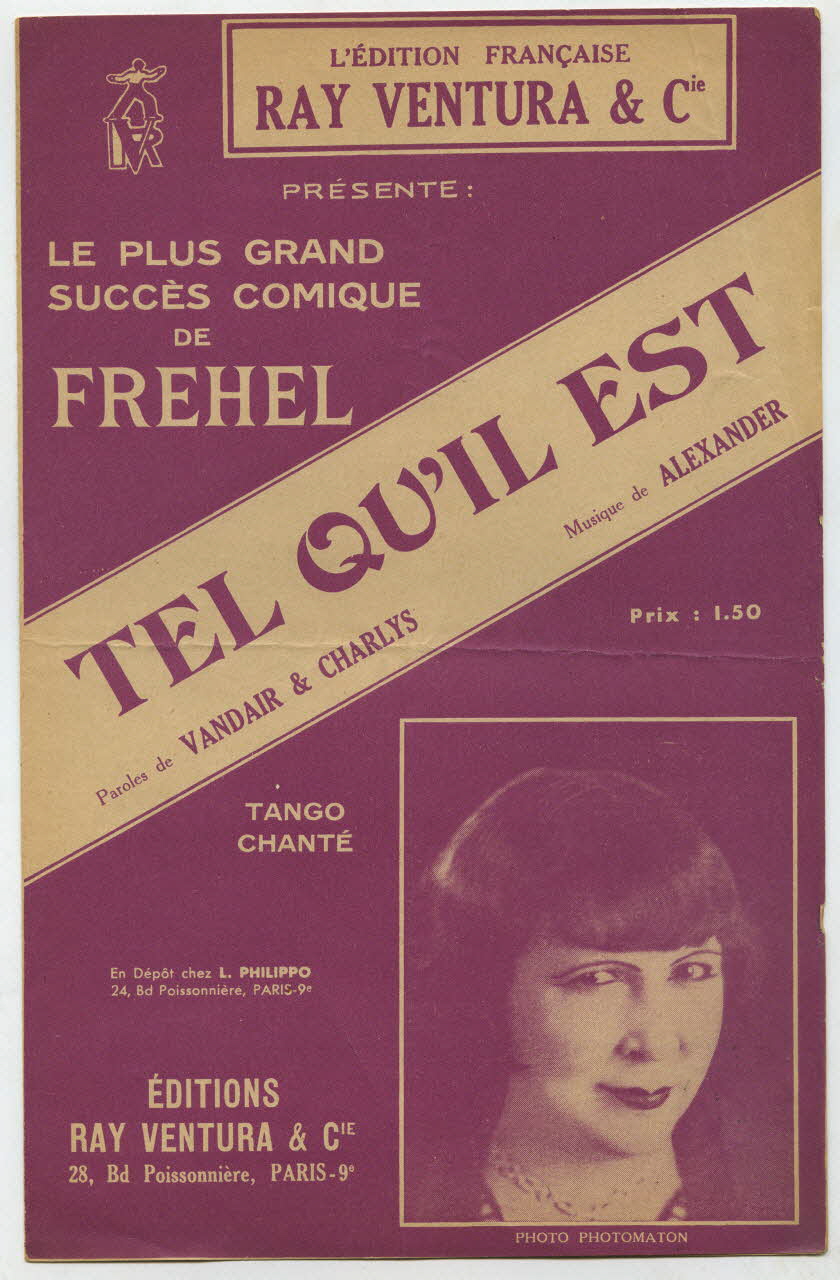 L'ÉDITION FRANÇAISE
RAY VENTURA & Cie
PRÉSENTE :
LE PLUS GRAND
SUCCÈS COMIQUE
DE
FREHEL
TEL QU'IL EST
Paroles de VANDAIR & CHARLYS
Musique de ALEXANDER
Prix : 1.50
TANGO
CHANTÉ
En Dépôt chez L. PHILIPPO
24, Bd Poissonnière, PARIS-9e
ÉDITIONS
RAY VENTURA & CIE
28, Bd Poissonnière, PARIS-9e
PHOTO PHOTOMATON